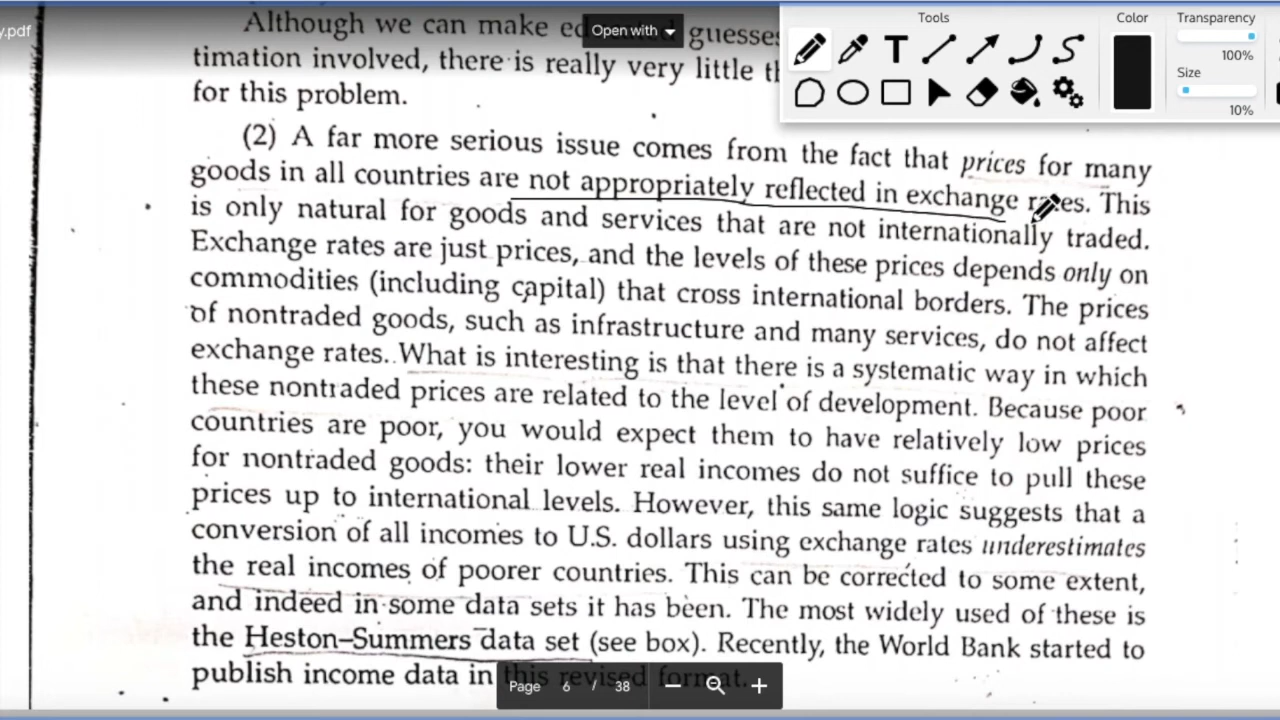 y.pdf
Open with
Tools
Color
Transparency
100%
Size
10%
Although we can make guesses
timation involved, there is really very little
for this problem.
(2) A far more serious issue comes from the fact that prices for many
goods in all countries are not appropriately reflected in exchange rates. This
is only natural for goods and services that are not internationally traded.
Exchange rates are just prices, and the levels of these prices depends only on
commodities (including capital) that cross international borders. The prices
of nontraded goods, such as infrastructure and many services, do not affect
exchange rates. What is interesting is that there is a systematic way in which
these nontraded prices are related to the level of development. Because poor
countries are poor, you would expect them to have relatively low prices
for nontraded goods: their lower real incomes do not suffice to pull these
prices up to international levels. However, this same logic suggests that a
conversion of all incomes to U.S. dollars using exchange rates underestimates
the real incomes of poorer countries. This can be corrected to some extent,
and indeed in some data sets it has been. The most widely used of these is
the Heston–Summers data set (see box). Recently, the World Bank started to
publish income data in this revised format.
Page 6 / 38